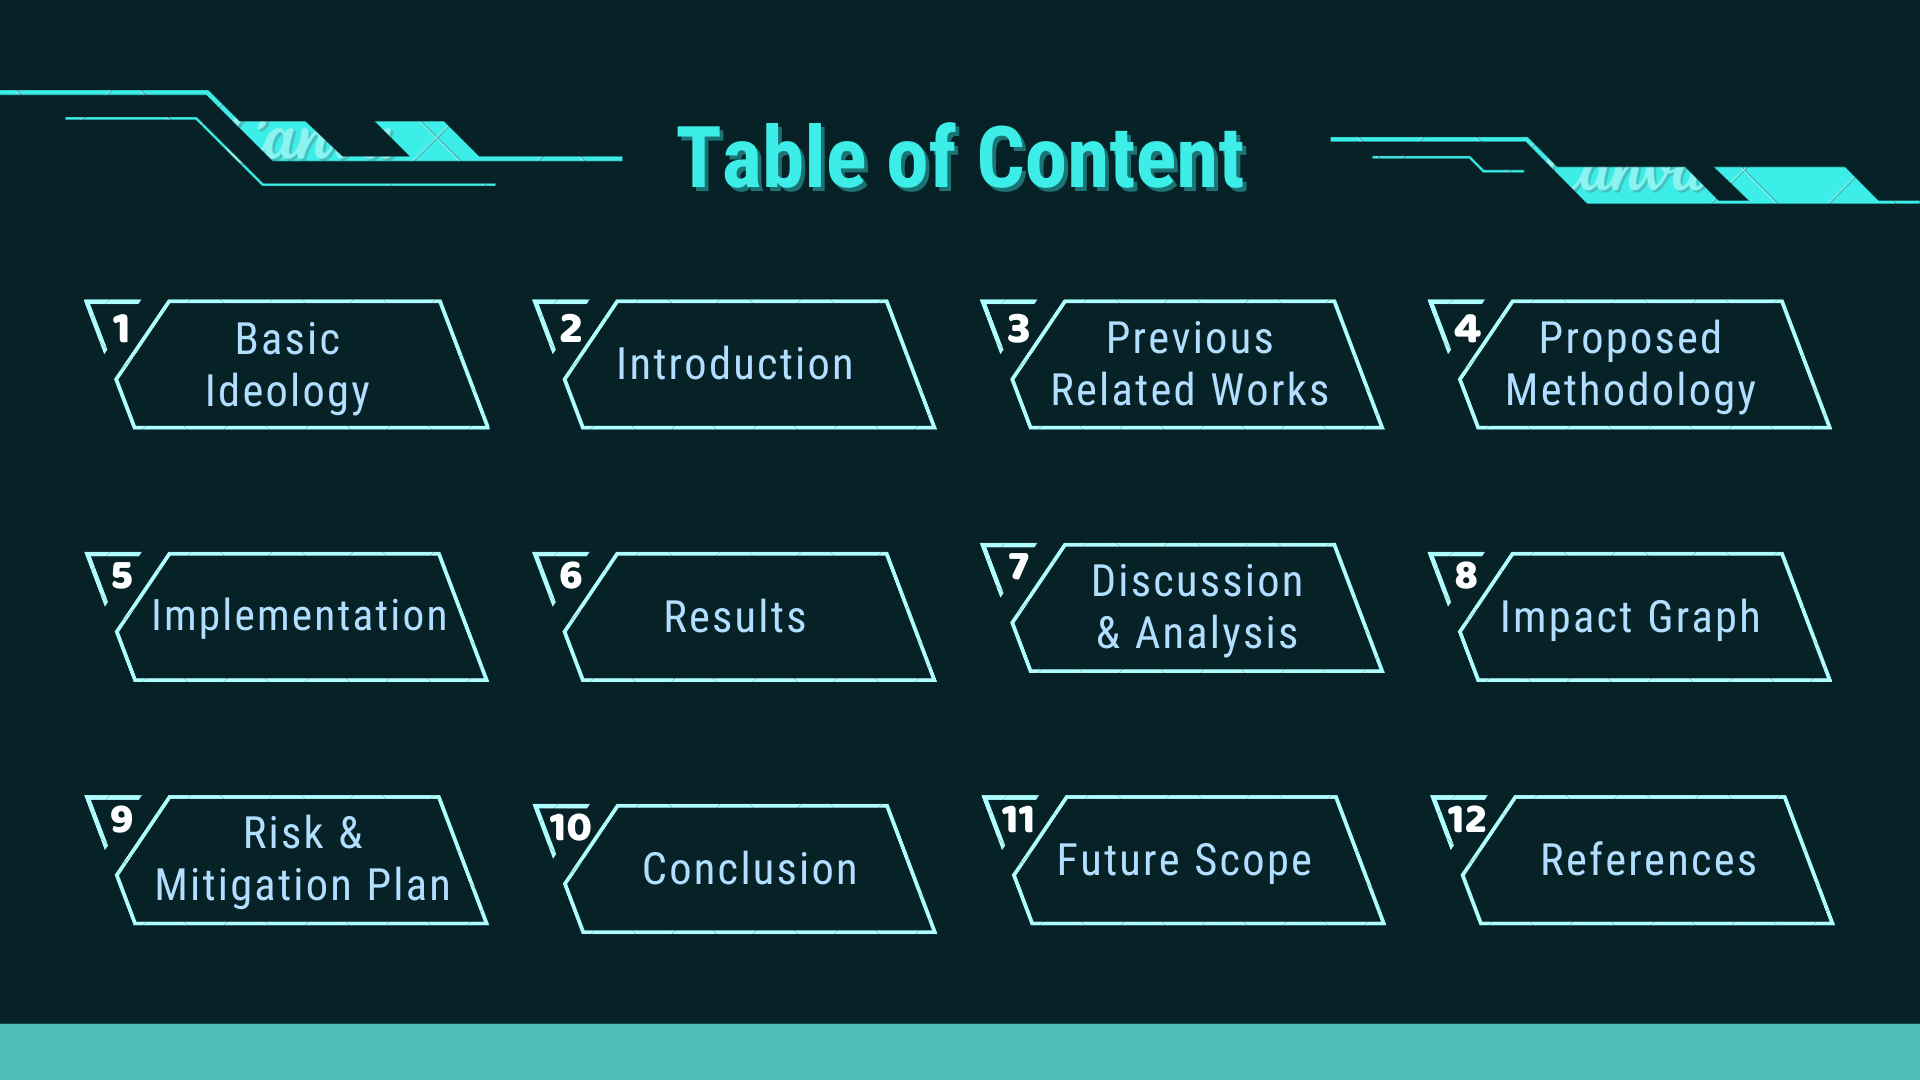 Table of Content
1
Basic
Ideology
2
Introduction
3
Previous
Related Works
4
Proposed
Methodology
5
Implementation
6
Results
7
Discussion
& Analysis
8
Impact Graph
9
Risk &
Mitigation Plan
10
Conclusion
11
Future Scope
12
References